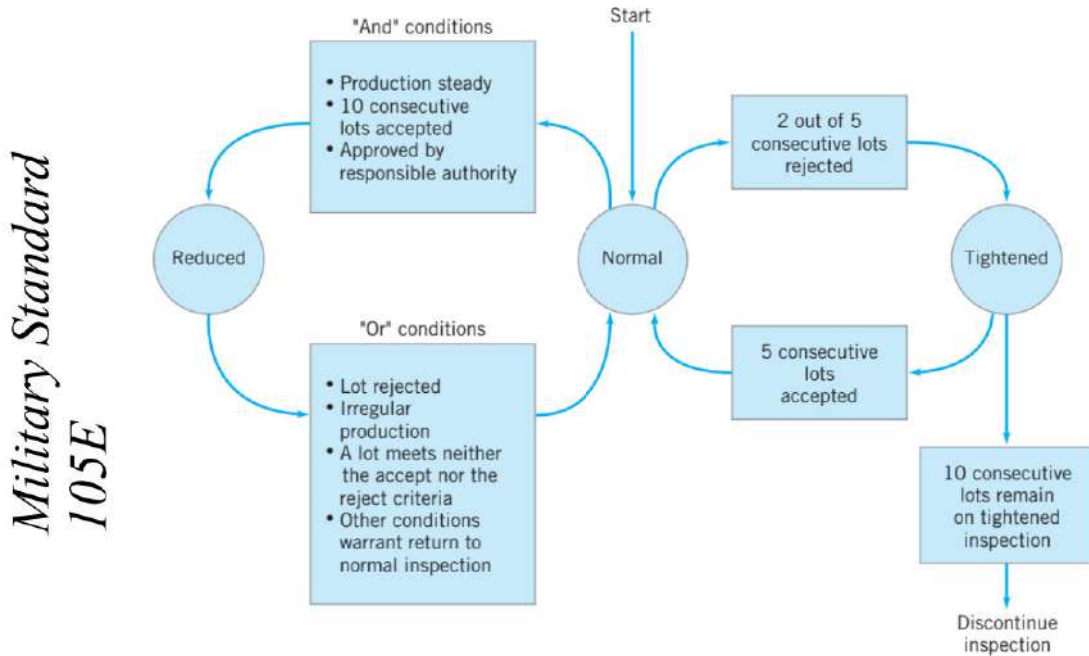 Military Standard
105E
"And" conditions
• Production steady
• 10 consecutive
lots accepted
• Approved by
responsible authority
Start
2 out of 5
consecutive lots
rejected
Reduced
Normal
Tightened
"Or" conditions
• Lot rejected
• Irregular
production
• A lot meets neither
the accept nor the
reject criteria
• Other conditions
warrant return to
normal inspection
5 consecutive
lots
accepted
10 consecutive
lots remain
on tightened
inspection
Discontinue
inspection